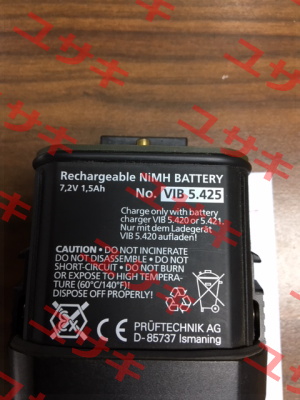 Rechargeable NiMH BATTERY
7,2V 1,5Ah
No. VIB 5.425
Charge only with battery
charger VIB 5.420 or 5.421.
Nur mit dem Ladegerät
VIB 5.420 aufladen!
CAUTION • DO NOT INCINERATE
DO NOT DISASSEMBLE • DO NOT
SHORT-CIRCUIT • DO NOT BURN
OR EXPOSE TO HIGH TEMPERA-
TURE (60°C/140°F)!
DISPOSE OFF PROPERLY!
Ex CE
PRÜFTECHNIK AG
D- 85737 Ismaning
ユサキ
ユサキ
ユサキ
ユサキ